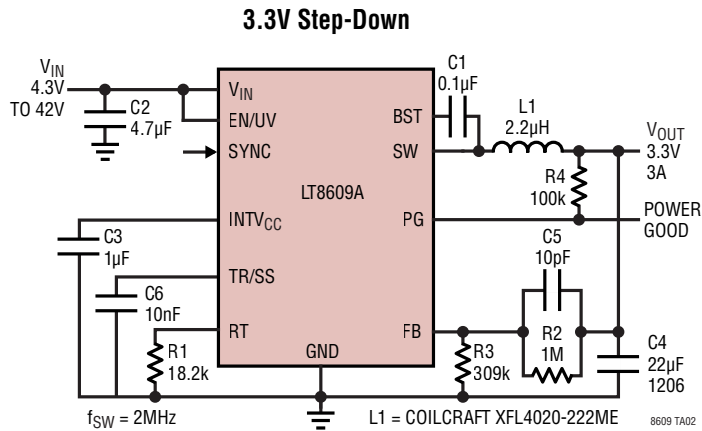 3.3V Step-Down
VIN
4.3V
TO 42V
C2
4.7µF
VIN
EN/UV
SYNC
INTVCC
TR/SS
RT
GND
LT8609A
BST
SW
PG
FB
C1
0.1µF
L1
2.2µH
VOUT
3.3V
3A
R4
100k
POWER
GOOD
C3
1µF
C6
10nF
R1
18.2k
C5
10pF
R2
1M
R3
309k
C4
22µF
1206
fSW = 2MHz
L1 = COILCRAFT XFL4020-222ME
8609 TA02